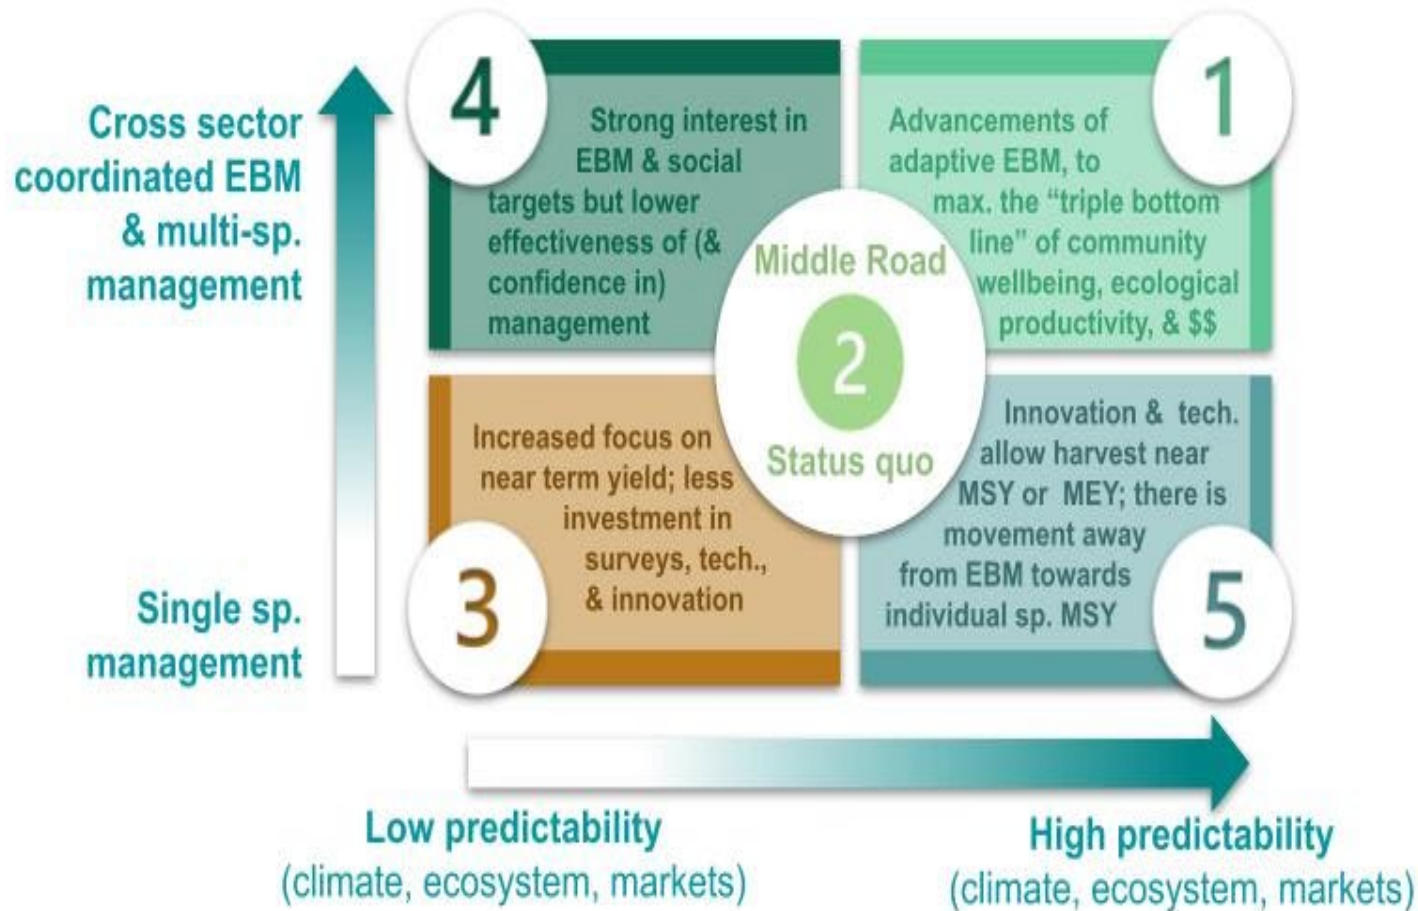 Cross sector
coordinated EBM
& multi-sp.
management
Single sp.
management
4
Strong interest in
EBM & social
targets but lower
effectiveness of (&
confidence in)
management
1
Advancements of
adaptive EBM, to
max. the “triple bottom
line” of community
wellbeing, ecological
productivity, & $$
Middle Road
2
Status quo
3
Increased focus on
near term yield; less
investment in
surveys, tech.,
& innovation
5
Innovation & tech.
allow harvest near
MSY or MEY; there is
movement away
from EBM towards
individual sp. MSY
Low predictability
(climate, ecosystem, markets)
High predictability
(climate, ecosystem, markets)